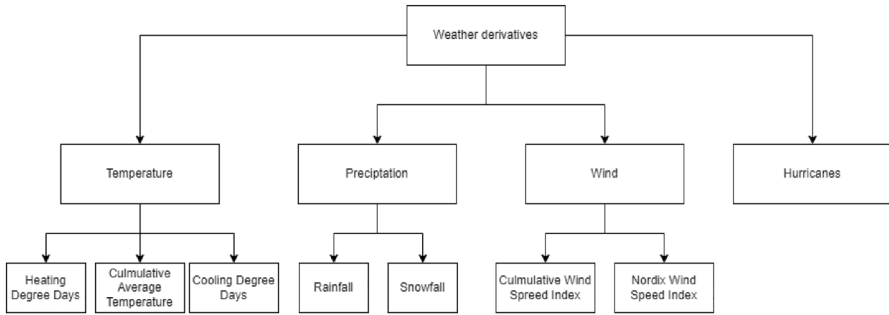 Weather derivatives
Temperature
Preciptation
Wind
Hurricanes
Heating
Degree Days
Culmulative
Average
Temperature
Cooling Degree
Days
Rainfall
Snowfall
Culmulative Wind
Spreed Index
Nordix Wind
Speed Index